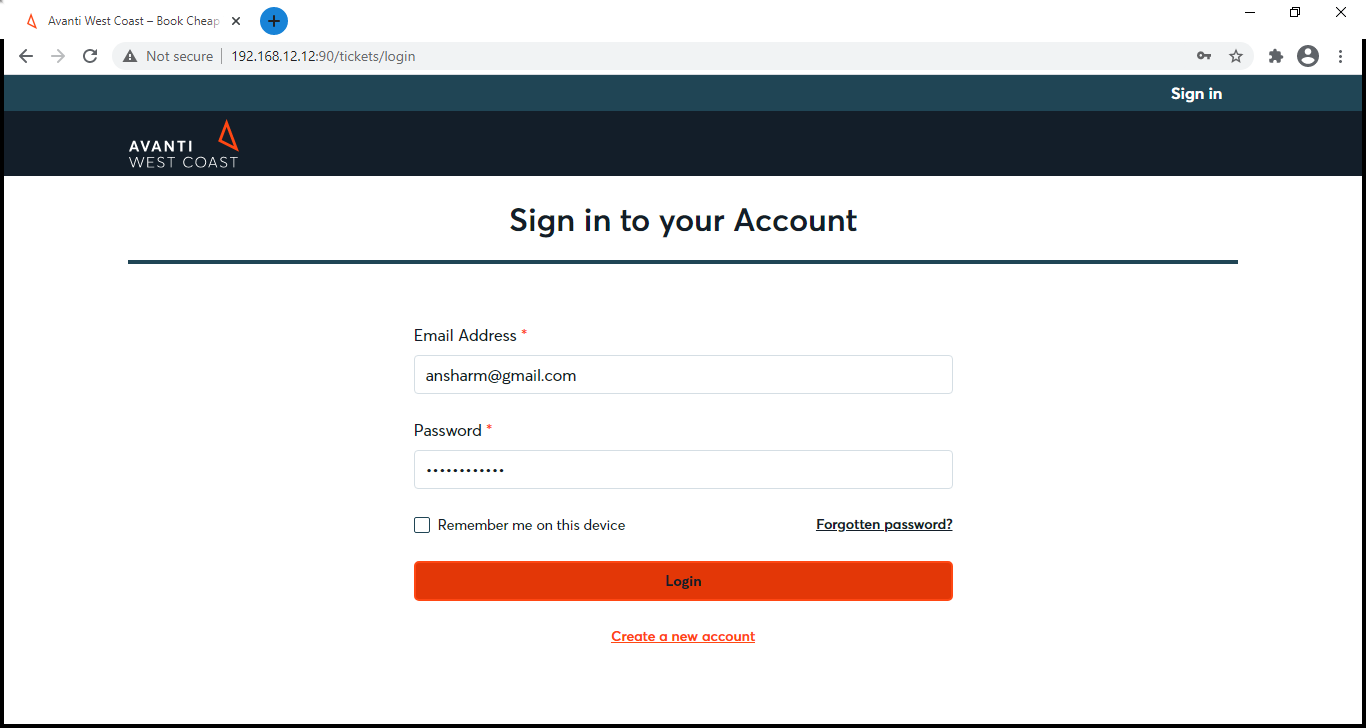 Avanti West Coast – Book Cheap
Not secure 192.168.12.12:90/tickets/login
Sign in
AVANTI
WEST COAST
Sign in to your Account
Email Address *
ansharm@gmail.com
Password *
••••••••••••
Remember me on this device Forgotten password?
Login
Create a new account